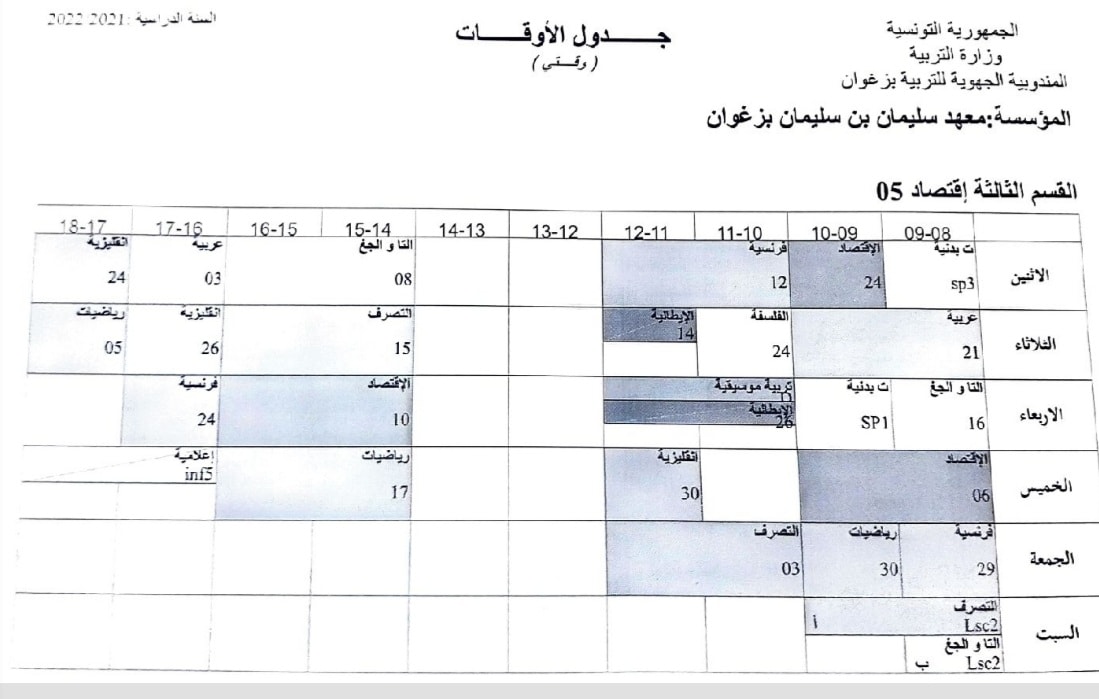 الجمهورية التونسية
وزارة التربية
المندوبية الجهوية للتربية بزغوان
المؤسسة:معهد سليمان بن سليمان بزغوان
جـــــدول الأوقـــــات
(وقـتي)
السنة الدراسية :2021 2022
القسم الثالثة إقتصاد 05
09-08 10-09 11-10 12-11 13-12 14-13 15-14 16-15 17-16 18-17
الاثنين
ت بدنية الإقتصاد فرنسية التا و الجغ عربية انقليزية
sp3 24 12 08 03 24
الثلاثاء
عربية الفلسفة الإيطالية التصرف انقليزية رياضيات
21 24 14 15 26 05
الاربعاء
التا و الجغ ت بدنية تربية موسيقية الإقتصاد فرنسية
16 SP1 الإيطالية 26 10 24
الخميس
الإقتصاد انقليزية رياضيات إعلامية
06 30 17 inf5
الجمعة
فرنسية رياضيات التصرف
29 30 03
السبت
التصرف
Lsc2 أ
التا و الجغ
Lsc2 ب